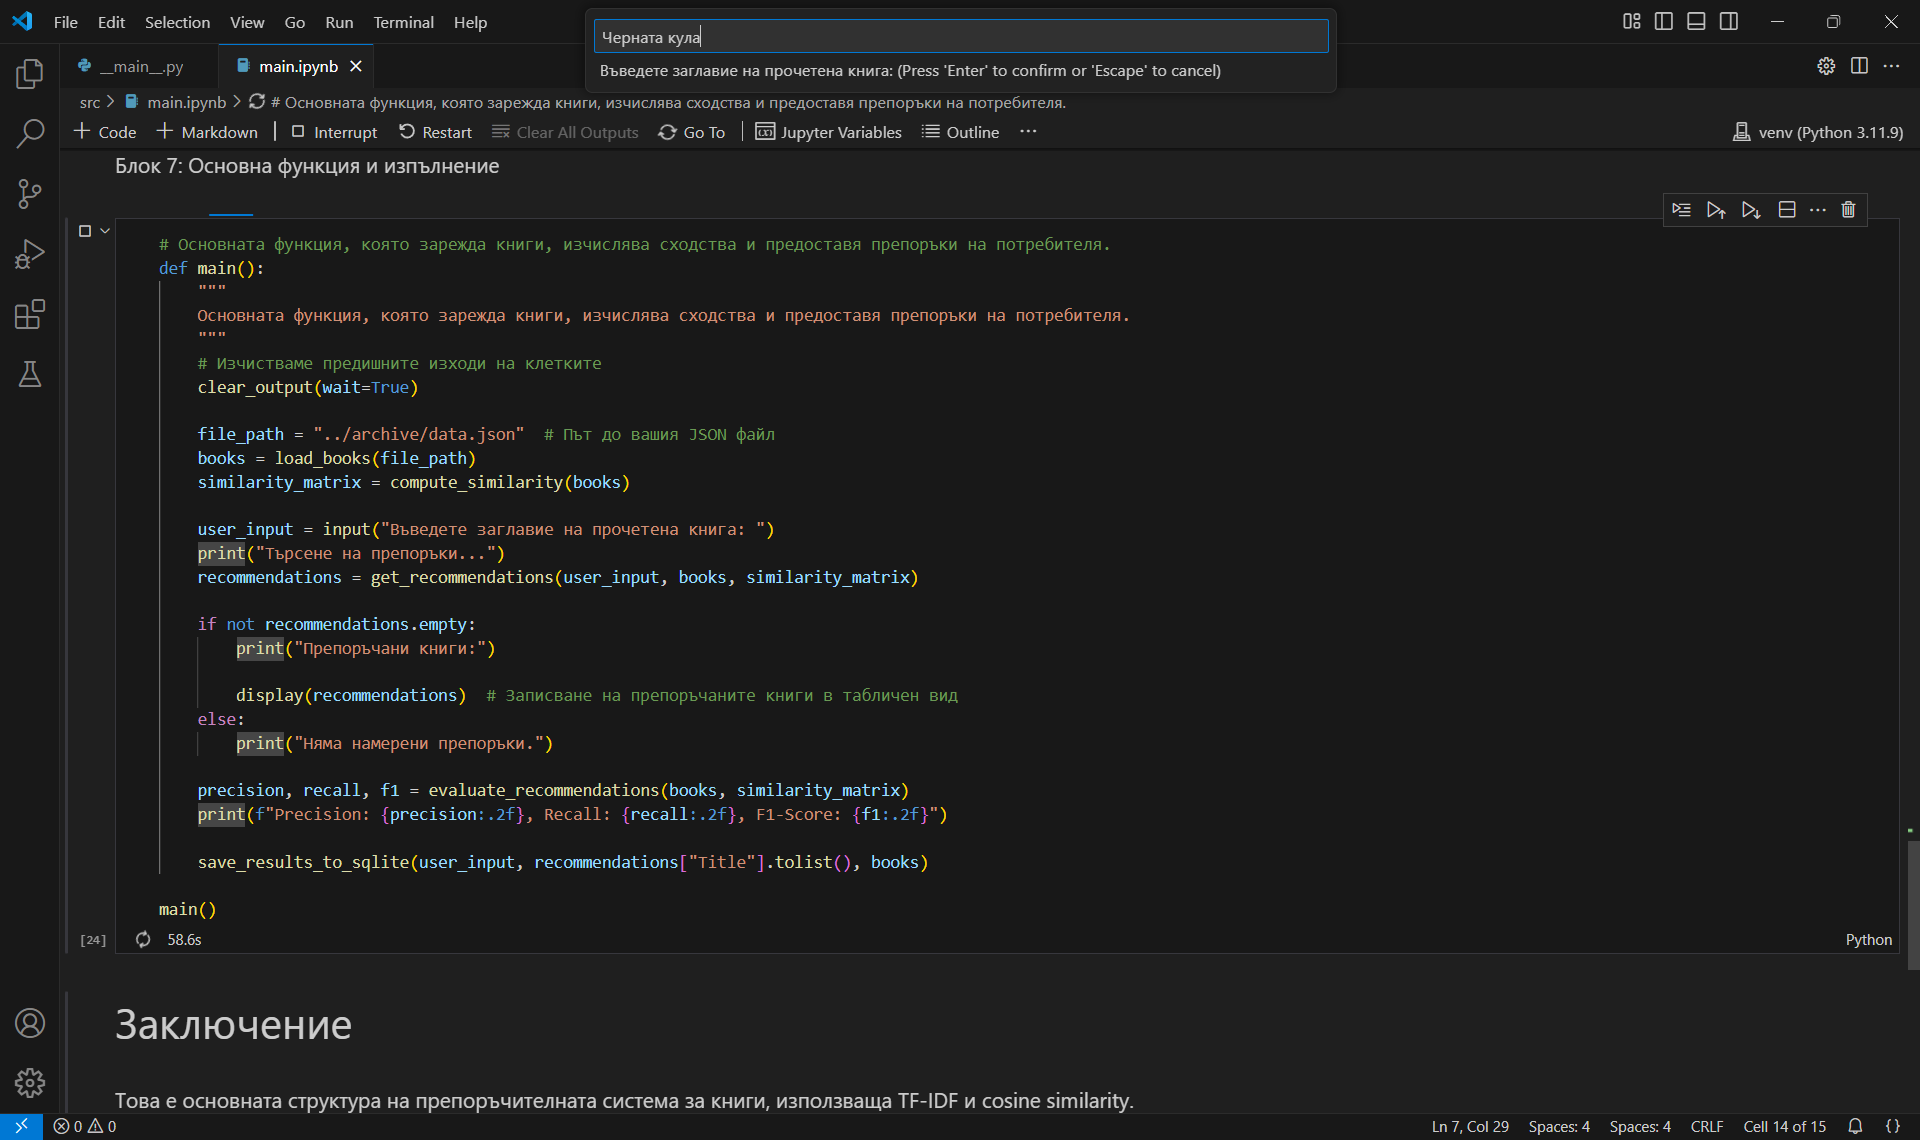 File Edit Selection View Go Run Terminal Help
Черната кула
Въведете заглавие на прочетена книга: (Press 'Enter' to confirm or 'Escape' to cancel)
__main__.py
main.ipynb
src > main.ipynb > # Основната функция, която зарежда книги, изчислява сходства и предоставя препоръки на потребителя.
+ Code + Markdown | Interrupt Restart Clear All Outputs Go To | Jupyter Variables Outline ...
venv (Python 3.11.9)
Блок 7: Основна функция и изпълнение
# Основната функция, която зарежда книги, изчислява сходства и предоставя препоръки на потребителя.
def main():
"""
Основната функция, която зарежда книги, изчислява сходства и предоставя препоръки на потребителя.
"""
# Изчистваме предишните изходи на клетките
clear_output(wait=True)
file_path = "../archive/data.json"  # Път до вашия JSON файл
books = load_books(file_path)
similarity_matrix = compute_similarity(books)
user_input = input("Въведете заглавие на прочетена книга: ")
print("Търсене на препоръки...")
recommendations = get_recommendations(user_input, books, similarity_matrix)
if not recommendations.empty:
print("Препоръчани книги:")
display(recommendations)  # Записване на препоръчаните книги в табличен вид
else:
print("Няма намерени препоръки.")
precision, recall, f1 = evaluate_recommendations(books, similarity_matrix)
print(f"Precision: {precision:.2f}, Recall: {recall:.2f}, F1-Score: {f1:.2f}")
save_results_to_sqlite(user_input, recommendations["Title"].tolist(), books)
main()
[24] 58.6s
Python
Заключение
Това е основната структура на препоръчителната система за книги, използваща TF-IDF и cosine similarity.
0 0
Ln 7, Col 29 Spaces: 4 Spaces: 4 CRLF Cell 14 of 15 {}